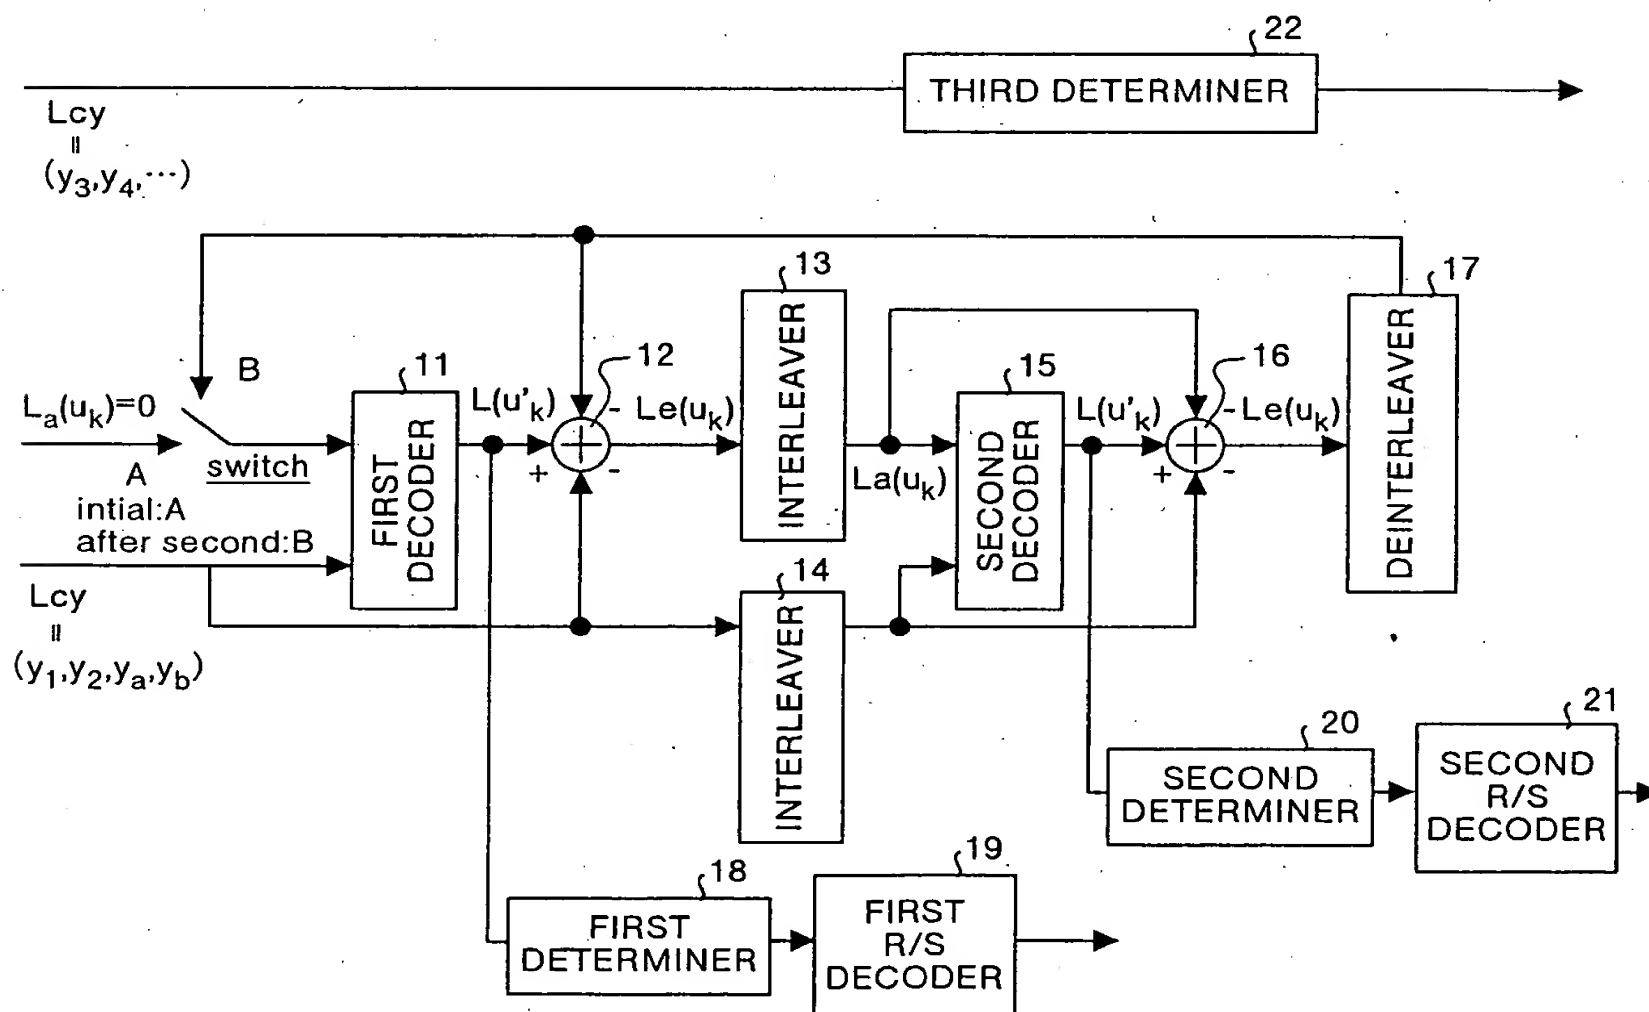 22
THIRD DETERMINER
Lcy
=
(y3,y4,···)
13
17
INTERLEAVER
DEINTERLEAVER
B
11
12
15
16
La(uk)=0
L(u'k)
-
Le(uk)
L(u'k)
-
Le(uk)
FIRST
DECODER
SECOND
DECODER
A
switch
+
-
La(uk)
+
-
intial:A
after second:B
14
Lcy
=
(y1,y2,ya,yb)
INTERLEAVER
20
21
SECOND
DETERMINER
SECOND
R/S
DECODER
18
19
FIRST
DETERMINER
FIRST
R/S
DECODER